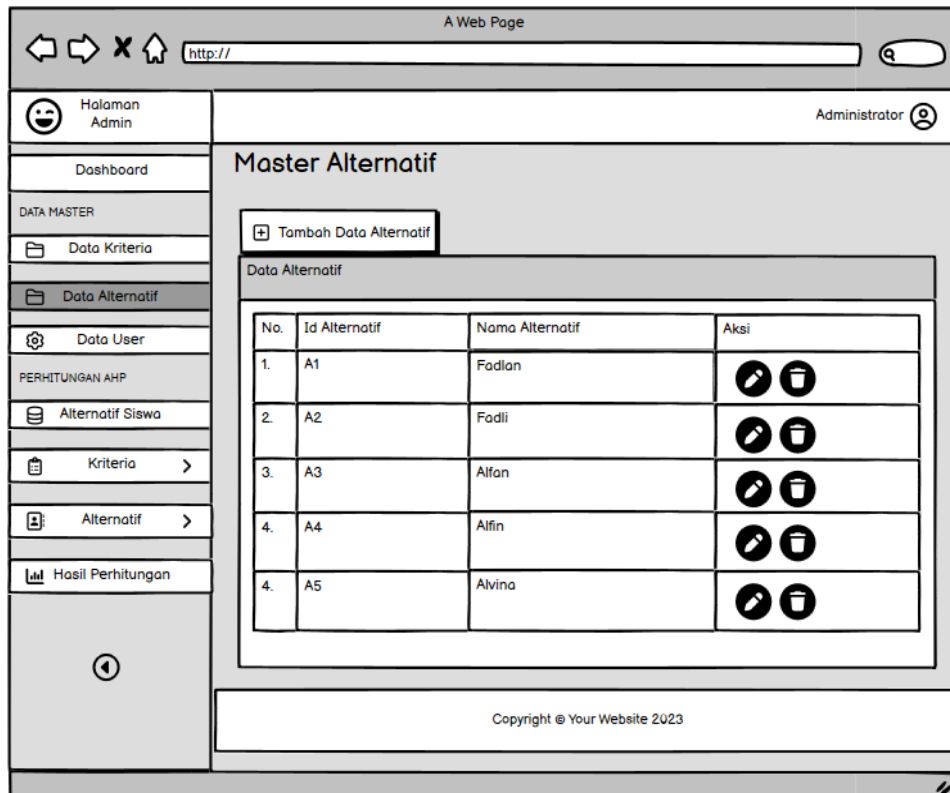 A Web Page
http://
Halaman
Admin
Administrator
Dashboard
DATA MASTER
Data Kriteria
Data Alternatif
Data User
PERHITUNGAN AHP
Alternatif Siswa
Kriteria
Alternatif
Hasil Perhitungan
Master Alternatif
Tambah Data Alternatif
Data Alternatif
No. Id Alternatif Nama Alternatif Aksi
1. A1 Fadlan
2. A2 Fadli
3. A3 Alfan
4. A4 Alfin
4. A5 Alvina
Copyright @ Your Website 2023